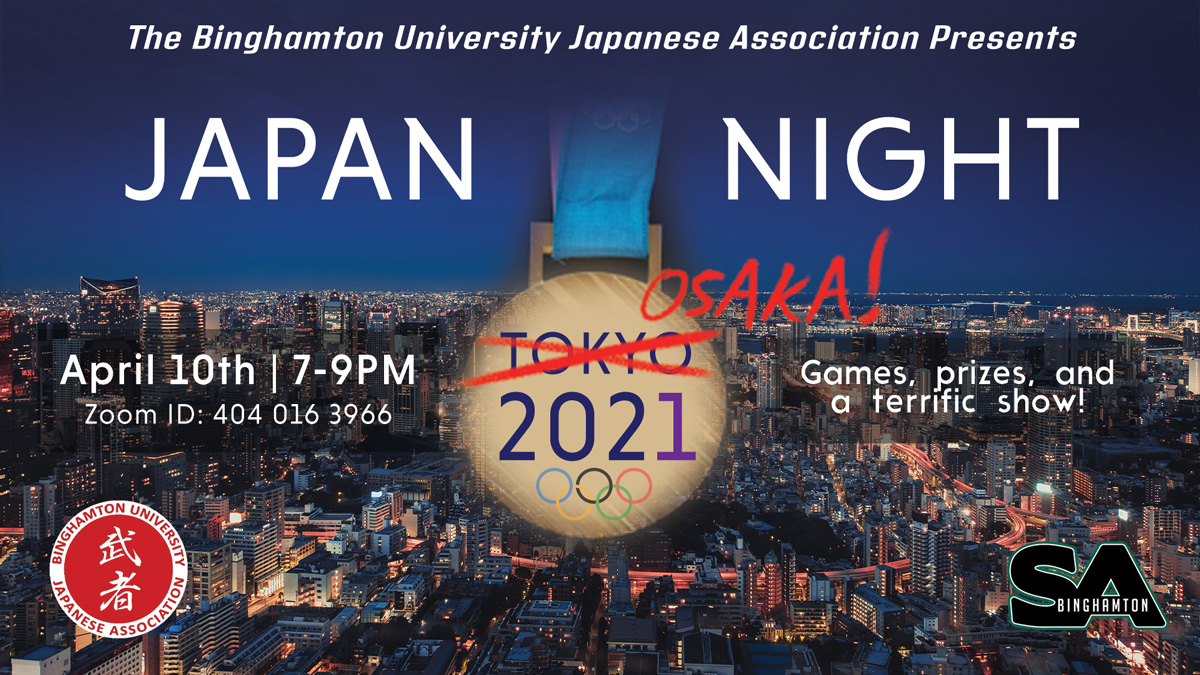 The Binghamton University Japanese Association Presents
JAPAN NIGHT
OSAKA!
TOKYO
2021
April 10th | 7-9PM
Zoom ID: 404 016 3966
Games, prizes, and
a terrific show!
BINGHAMTON UNIVERSITY
武者
JAPANESE ASSOCIATION
SA
BINGHAMTON